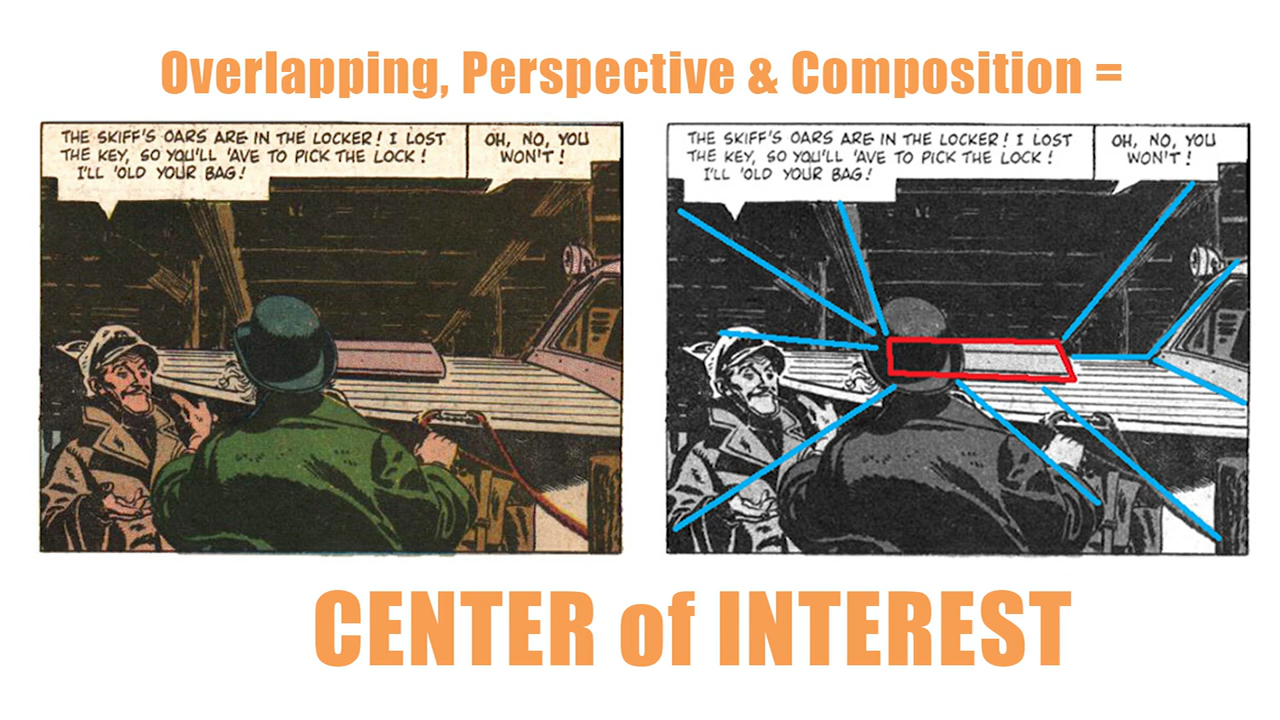 Overlapping, Perspective & Composition =
THE SKIFF'S OARS ARE IN THE LOCKER! I LOST
THE KEY, SO YOU'LL 'AVE TO PICK THE LOCK!
I'LL 'OLD YOUR BAG!
OH, NO, YOU
WON'T!
THE SKIFF'S OARS ARE IN THE LOCKER! I LOST
THE KEY, SO YOU'LL 'AVE TO PICK THE LOCK!
I'LL 'OLD YOUR BAG!
OH, NO, YOU
WON'T!
CENTER of INTEREST